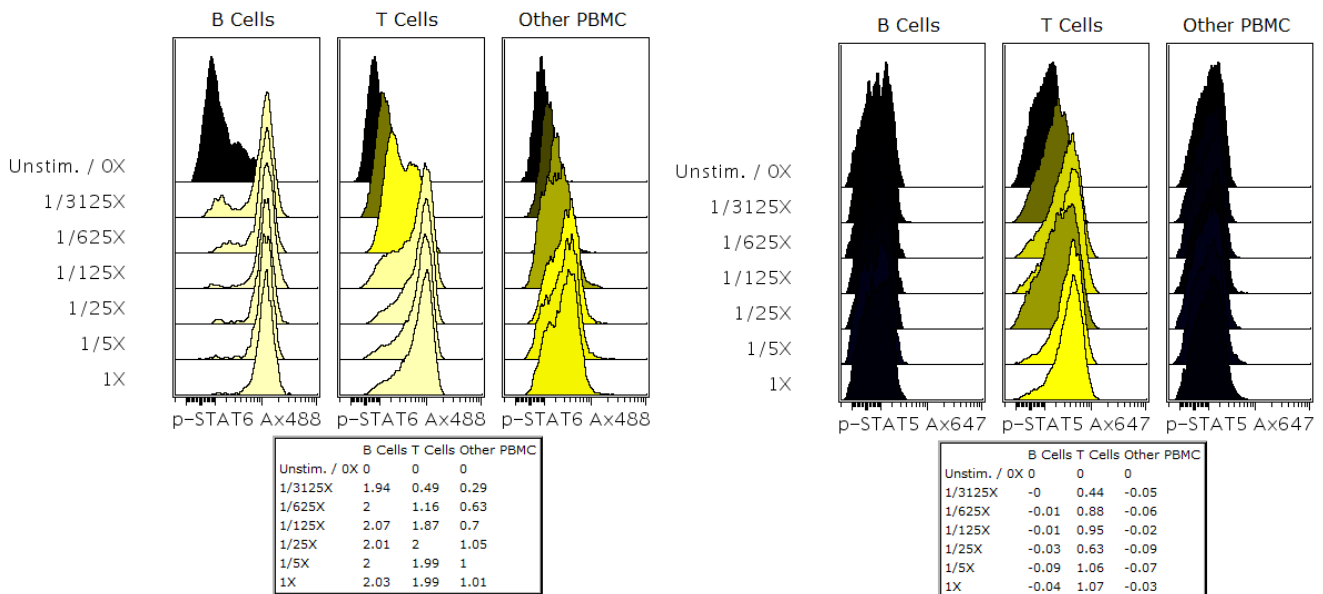 B Cells T Cells Other PBMC
Unstim. / 0X
1/3125X
1/625X
1/125X
1/25X
1/5X
1X
p-STAT6 Ax488 p-STAT6 Ax488 p-STAT6 Ax488
B Cells T Cells Other PBMC
Unstim. / 0X 0 0 0
1/3125X 1.94 0.49 0.29
1/625X 2 1.16 0.63
1/125X 2.07 1.87 0.7
1/25X 2.01 2 1.05
1/5X 2 1.99 1
1X 2.03 1.99 1.01
B Cells T Cells Other PBMC
Unstim. / 0X
1/3125X
1/625X
1/125X
1/25X
1/5X
1X
p-STAT5 Ax647 p-STAT5 Ax647 p-STAT5 Ax647
B Cells T Cells Other PBMC
Unstim. / 0X 0 0 0
1/3125X -0 0.44 -0.05
1/625X -0.01 0.88 -0.06
1/125X -0.01 0.95 -0.02
1/25X -0.03 0.63 -0.09
1/5X -0.09 1.06 -0.07
1X -0.04 1.07 -0.03